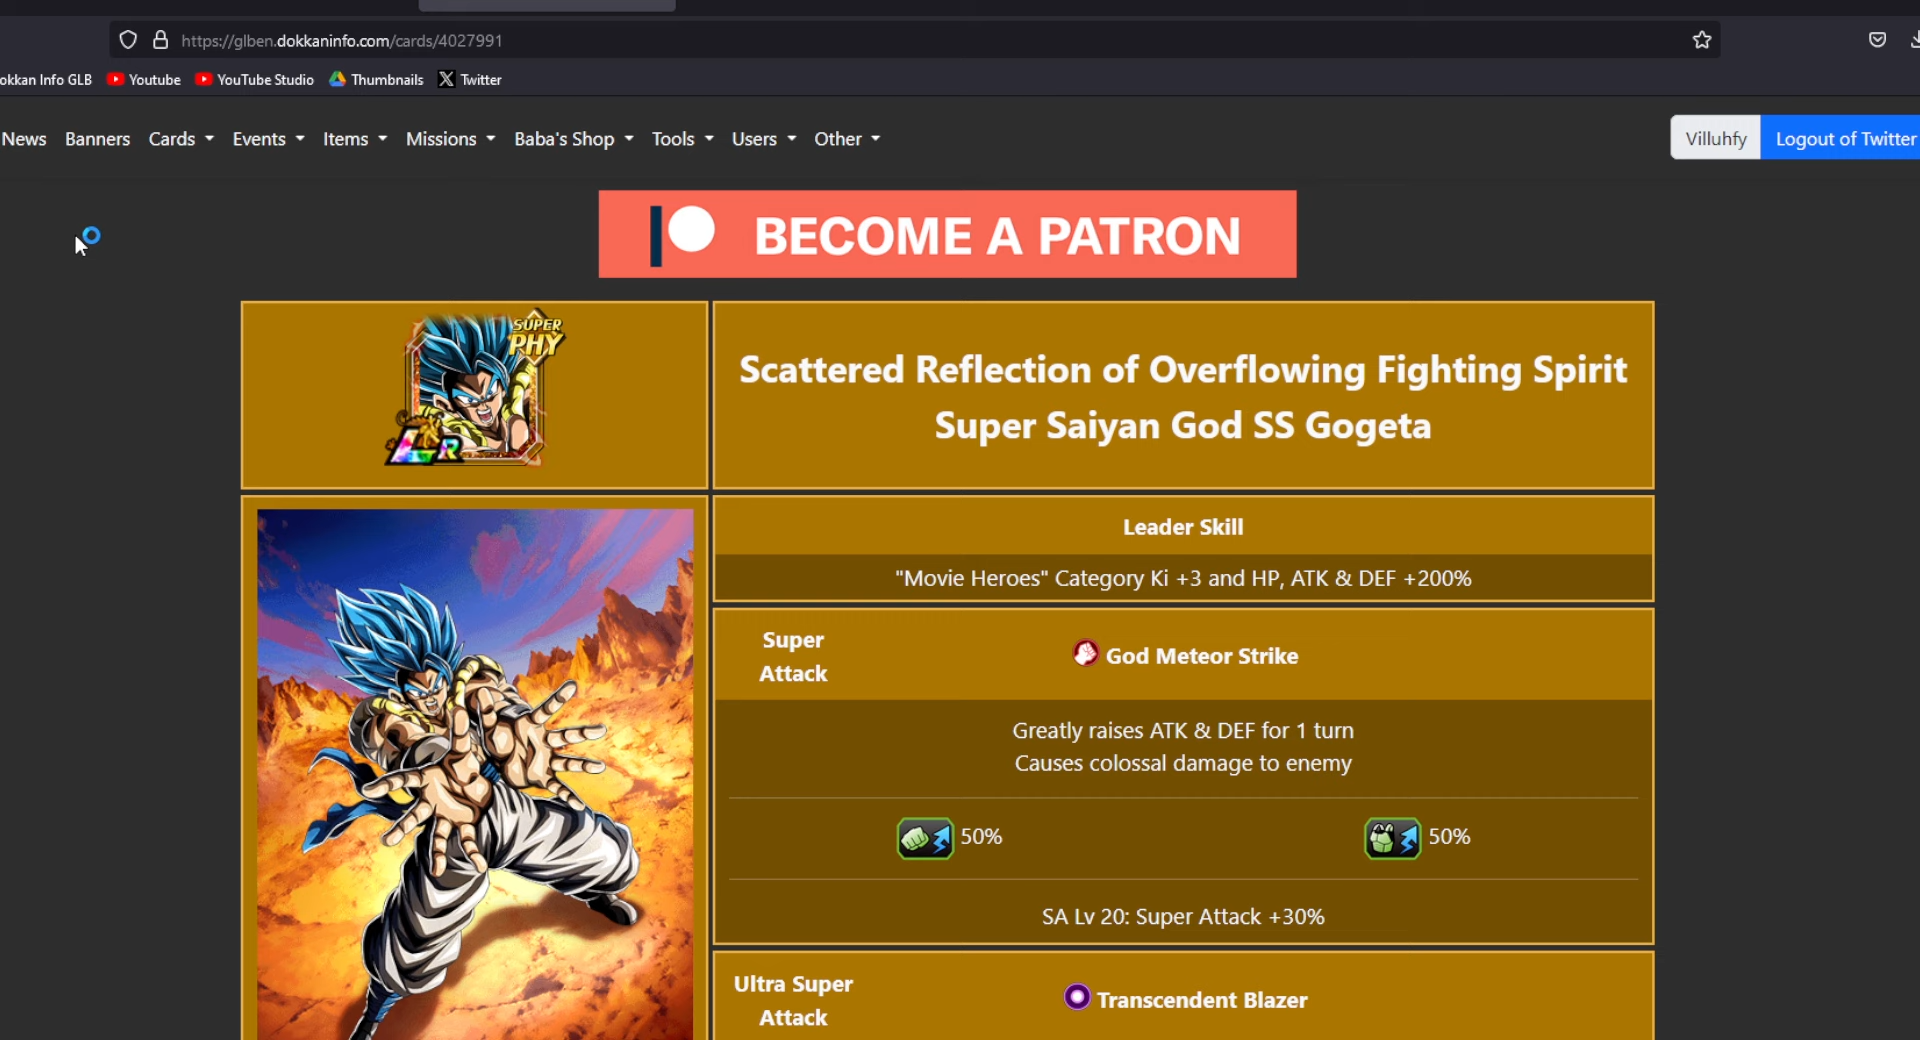 https://glben.dokkaninfo.com/cards/4027991
okkan Info GLB Youtube YouTube Studio Thumbnails Twitter
News Banners Cards Events Items Missions Baba's Shop Tools Users Other Villuhfy Logout of Twitter
BECOME A PATRON
SUPER
PHY
LR
Scattered Reflection of Overflowing Fighting Spirit
Super Saiyan God SS Gogeta
Leader Skill
"Movie Heroes" Category Ki +3 and HP, ATK & DEF +200%
Super
Attack
God Meteor Strike
Greatly raises ATK & DEF for 1 turn
Causes colossal damage to enemy
50% 50%
SA Lv 20: Super Attack +30%
Ultra Super
Attack
Transcendent Blazer